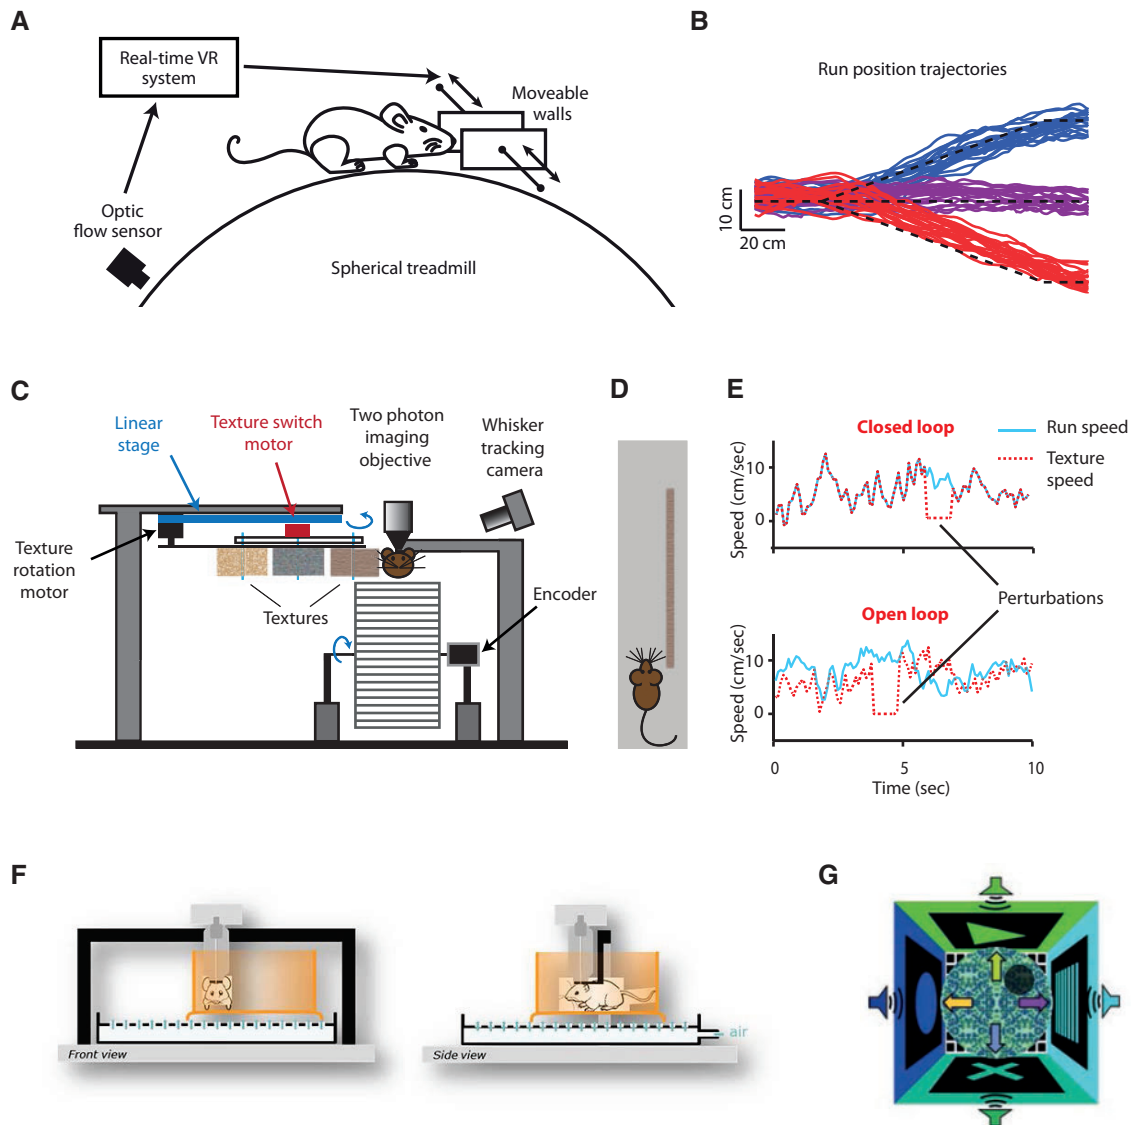 A
Real-time VR
system
Moveable
walls
Optic
flow sensor
Spherical treadmill
B
Run position trajectories
10 cm
20 cm
C
Linear
stage
Texture switch
motor
Two photon
imaging
objective
Whisker
tracking
camera
Texture
rotation
motor
Textures
Encoder
D
E
Closed loop
Run speed
Texture
speed
Speed (cm/sec)
10
0
Perturbations
Open loop
Speed (cm/sec)
10
0
0
5
10
Time (sec)
F
Front view
Side view
air
G